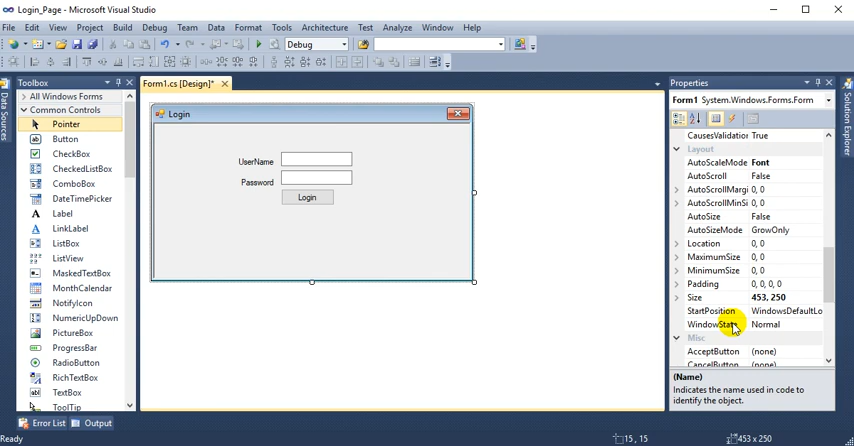 Login_Page - Microsoft Visual Studio
File Edit View Project Build Debug Team Data Format Tools Architecture Test Analyze Window Help
Debug
Toolbox
Form1.cs [Design]*
Properties
Data Sources
All Windows Forms
Common Controls
Pointer
Button
CheckBox
CheckedListBox
ComboBox
DateTimePicker
Label
LinkLabel
ListBox
ListView
MaskedTextBox
MonthCalendar
NotifyIcon
NumericUpDown
PictureBox
ProgressBar
RadioButton
RichTextBox
TextBox
ToolTip
Login
UserName
Password
Login
Form1 System.Windows.Forms.Form
CausesValidation True
Layout
AutoScaleMode Font
AutoScroll False
AutoScrollMargi 0, 0
AutoScrollMinSi 0, 0
AutoSize False
AutoSizeMode GrowOnly
Location 0, 0
MaximumSize 0, 0
MinimumSize 0, 0
Padding 0, 0, 0, 0
Size 453, 250
StartPosition WindowsDefaultLo
WindowState Normal
Misc
AcceptButton (none)
CancelButton (none)
(Name)
Indicates the name used in code to
identify the object.
Solution Explorer
Error List Output
Ready
15 , 15
453 x 250